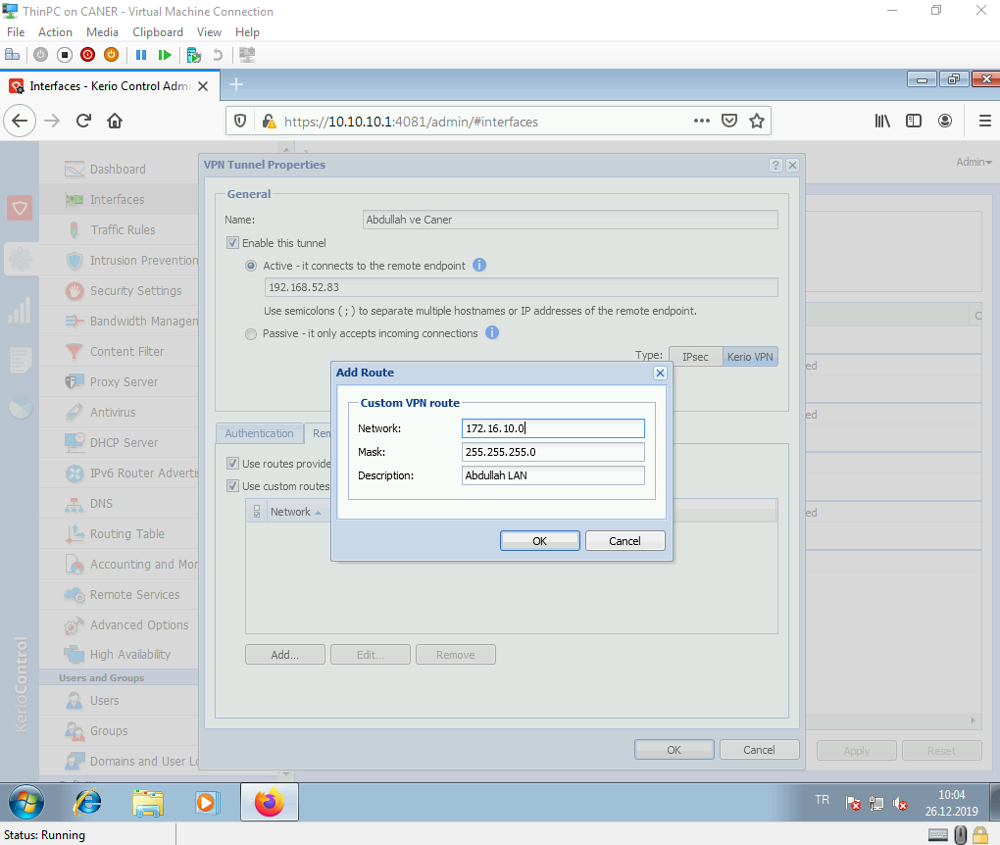 ThinPC on CANER - Virtual Machine Connection
File Action Media Clipboard View Help
Interfaces - Kerio Control Admi
https://10.10.10.1:4081/admin/#interfaces
Admin
Dashboard
Interfaces
Traffic Rules
Intrusion Prevention
Security Settings
Bandwidth Managem
Content Filter
Proxy Server
Antivirus
DHCP Server
IPv6 Router Advertis
DNS
Routing Table
Accounting and Mor
Remote Services
Advanced Options
High Availability
Users and Groups
Users
Groups
Domains and User Lo
KerioControl
VPN Tunnel Properties
General
Name: Abdullah ve Caner
Enable this tunnel
Active - it connects to the remote endpoint
192.168.52.83
Use semicolons ( ; ) to separate multiple hostnames or IP addresses of the remote endpoint.
Passive - it only accepts incoming connections
Type: IPsec Kerio VPN
Authentication Rem
Use routes provide
Use custom routes
Network
Add... Edit... Remove
OK Cancel
Add Route
Custom VPN route
Network: 172.16.10.0
Mask: 255.255.255.0
Description: Abdullah LAN
OK Cancel
ed
ed
ed
Apply Reset
TR
10:04
26.12.2019
Status: Running